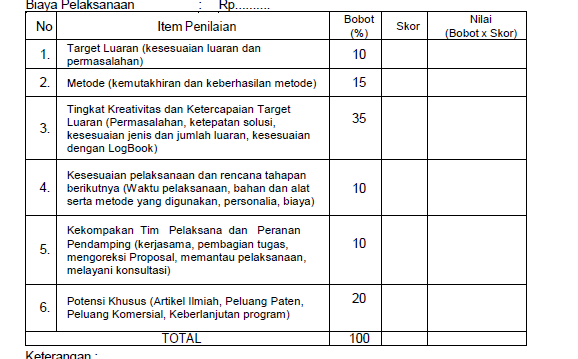 Biaya Pelaksanaan : Rp..........
No Item Penilaian Bobot (%) Skor Nilai (Bobot x Skor)
1. Target Luaran (kesesuaian luaran dan
permasalahan) 10
2. Metode (kemutakhiran dan keberhasilan metode) 15
3. Tingkat Kreativitas dan Ketercapaian Target
Luaran (Permasalahan, ketepatan solusi,
kesesuaian jenis dan jumlah luaran, kesesuaian
dengan LogBook) 35
4. Kesesuaian pelaksanaan dan rencana tahapan
berikutnya (Waktu pelaksanaan, bahan dan alat
serta metode yang digunakan, personalia, biaya) 10
5. Kekompakan Tim Pelaksana dan Peranan
Pendamping (kerjasama, pembagian tugas,
mengoreksi Proposal, memantau pelaksanaan,
melayani konsultasi) 10
6. Potensi Khusus (Artikel Ilmiah, Peluang Paten,
Peluang Komersial, Keberlanjutan program) 20
TOTAL 100
Keterangan :